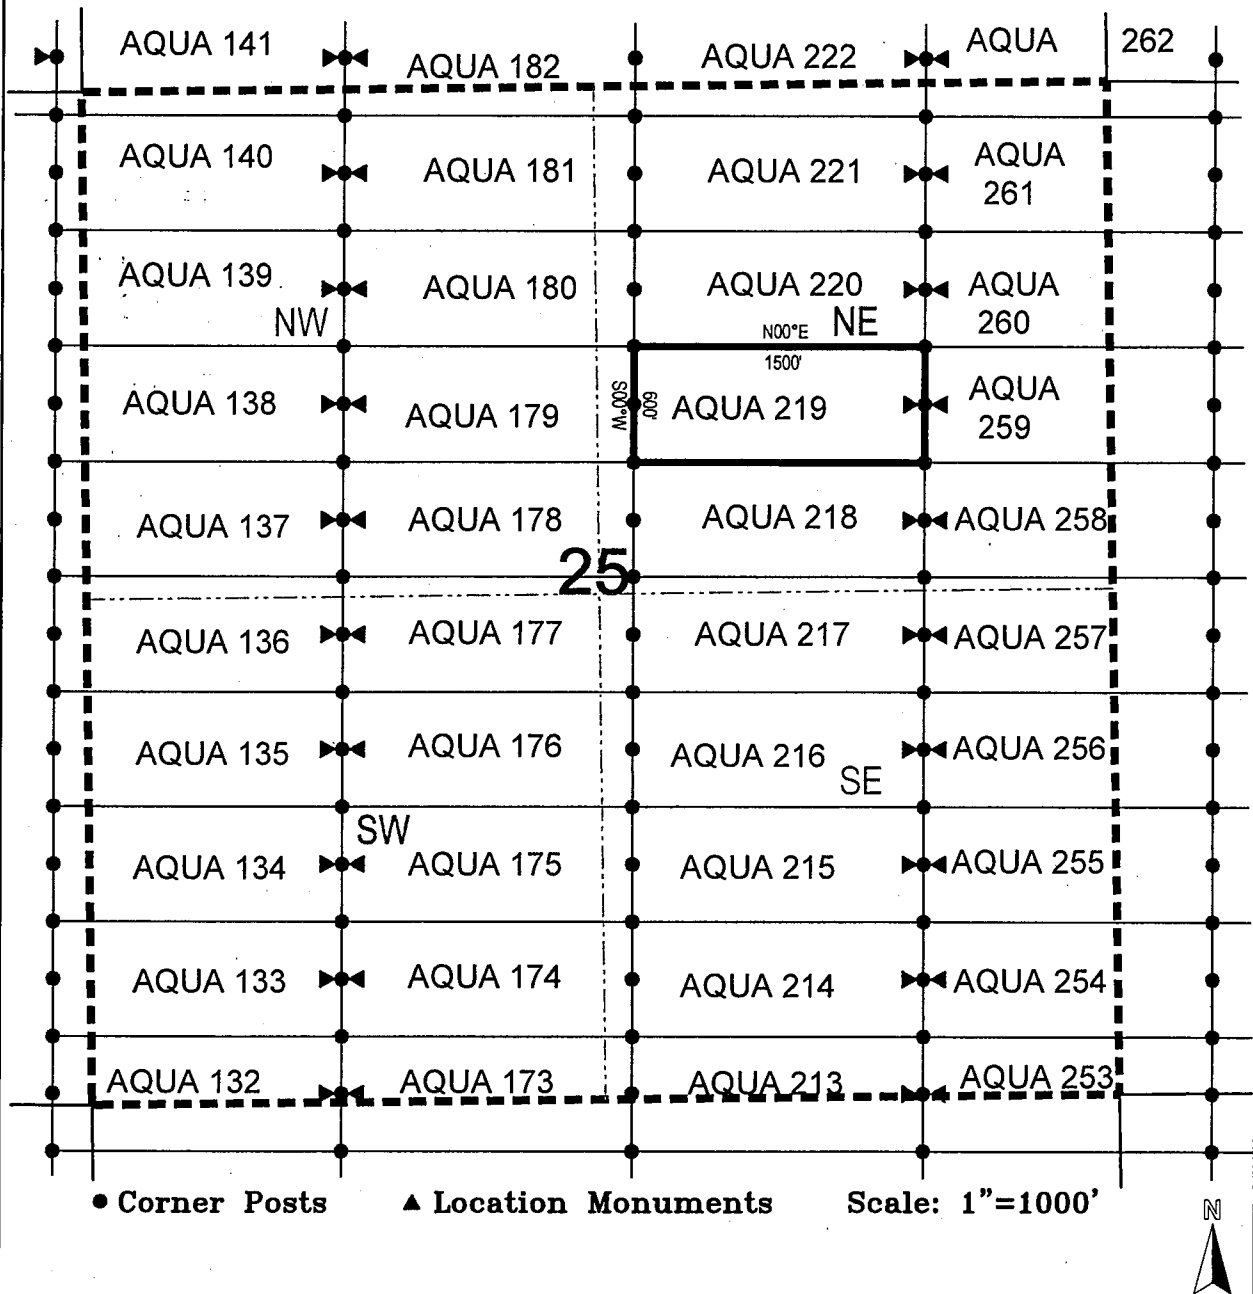 AQUA 141
AQUA 182
AQUA 222
AQUA 262
AQUA 140
AQUA 181
AQUA 221
AQUA
261
AQUA 139
AQUA 180
AQUA 220
AQUA
260
NW
NE
N00°E
1500'
S00°W
600'
AQUA 138
AQUA 179
AQUA 219
AQUA
259
AQUA 137
AQUA 178
AQUA 218
AQUA 258
25
AQUA 136
AQUA 177
AQUA 217
AQUA 257
AQUA 135
AQUA 176
AQUA 216
AQUA 256
SE
SW
AQUA 134
AQUA 175
AQUA 215
AQUA 255
AQUA 133
AQUA 174
AQUA 214
AQUA 254
AQUA 132
AQUA 173
AQUA 213
AQUA 253
Corner Posts
Location Monuments
Scale: 1"=1000'
N